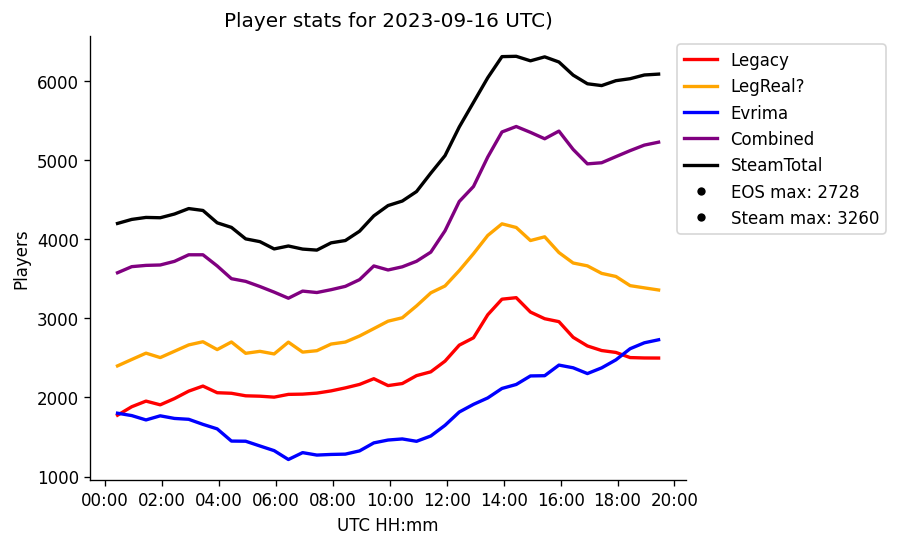 Player stats for 2023-09-16 UTC)
Legacy
LegReal?
Evrima
Combined
SteamTotal
EOS max: 2728
Steam max: 3260
Players
6000
5000
4000
3000
2000
1000
00:00 02:00 04:00 06:00 08:00 10:00 12:00 14:00 16:00 18:00 20:00
UTC HH:mm